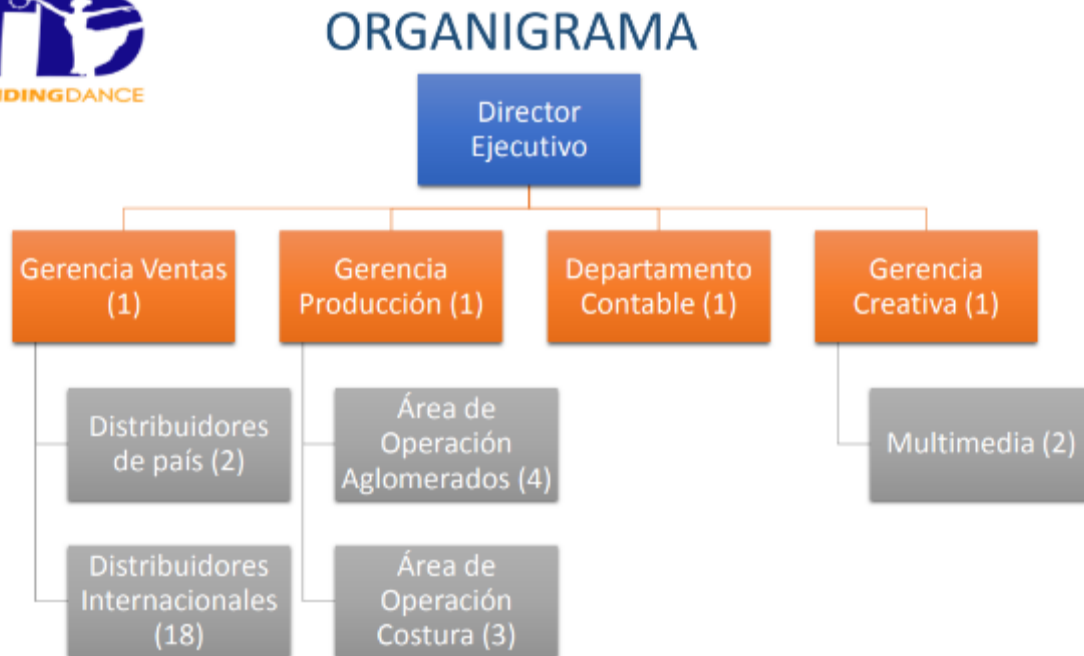 ORGANIGRAMA
DINGDANCE
Director
Ejecutivo
Gerencia Ventas
(1)
Gerencia
Producción (1)
Departamento
Contable (1)
Gerencia
Creativa (1)
Distribuidores
de país (2)
Área de
Operación
Aglomerados (4)
Multimedia (2)
Distribuidores
Internacionales
(18)
Área de
Operación
Costura (3)